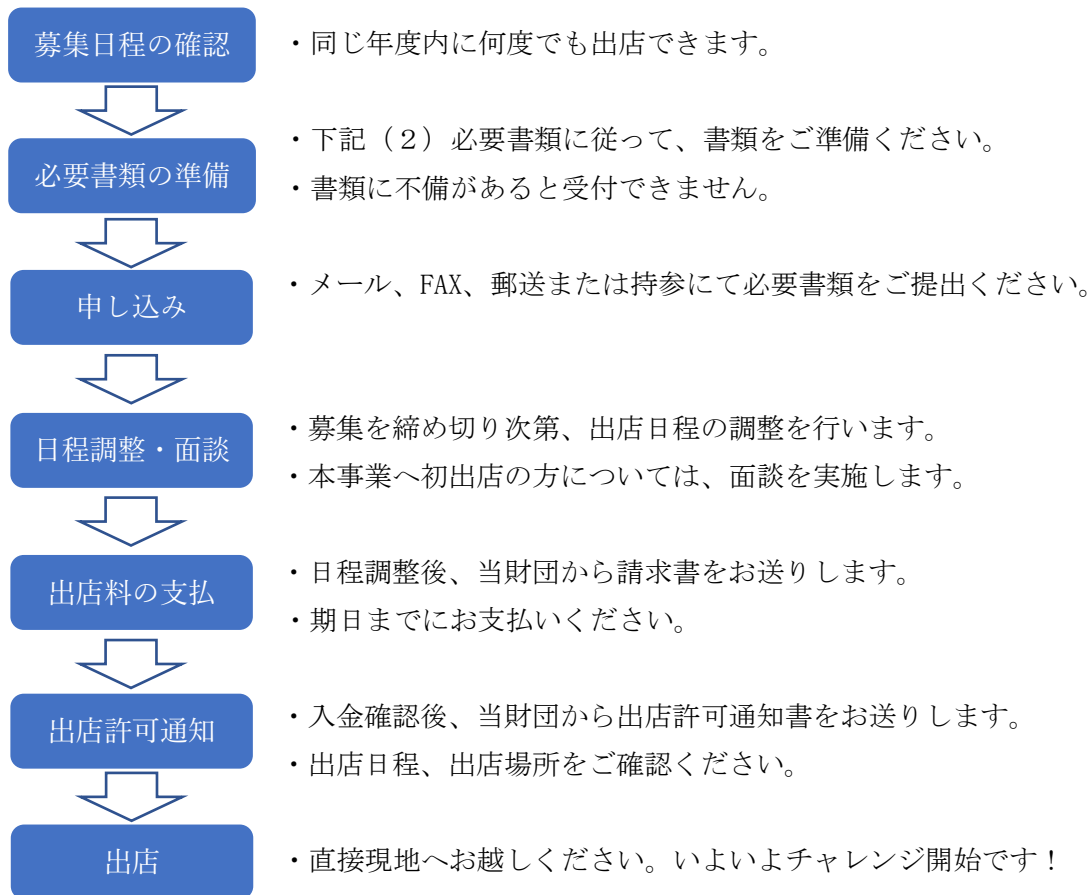 募集日程の確認
・同じ年度内に何度でも出店できます。
必要書類の準備
・下記（２）必要書類に従って、書類をご準備ください。
・書類に不備があると受付できません。
申し込み
・メール、FAX、郵送または持参にて必要書類をご提出ください。
日程調整・面談
・募集を締め切り次第、出店日程の調整を行います。
・本事業へ初出店の方については、面談を実施します。
出店料の支払
・日程調整後、当財団から請求書をお送りします。
・期日までにお支払いください。
出店許可通知
・入金確認後、当財団から出店許可通知書をお送りします。
・出店日程、出店場所をご確認ください。
出店
・直接現地へお越しください。いよいよチャレンジ開始です！